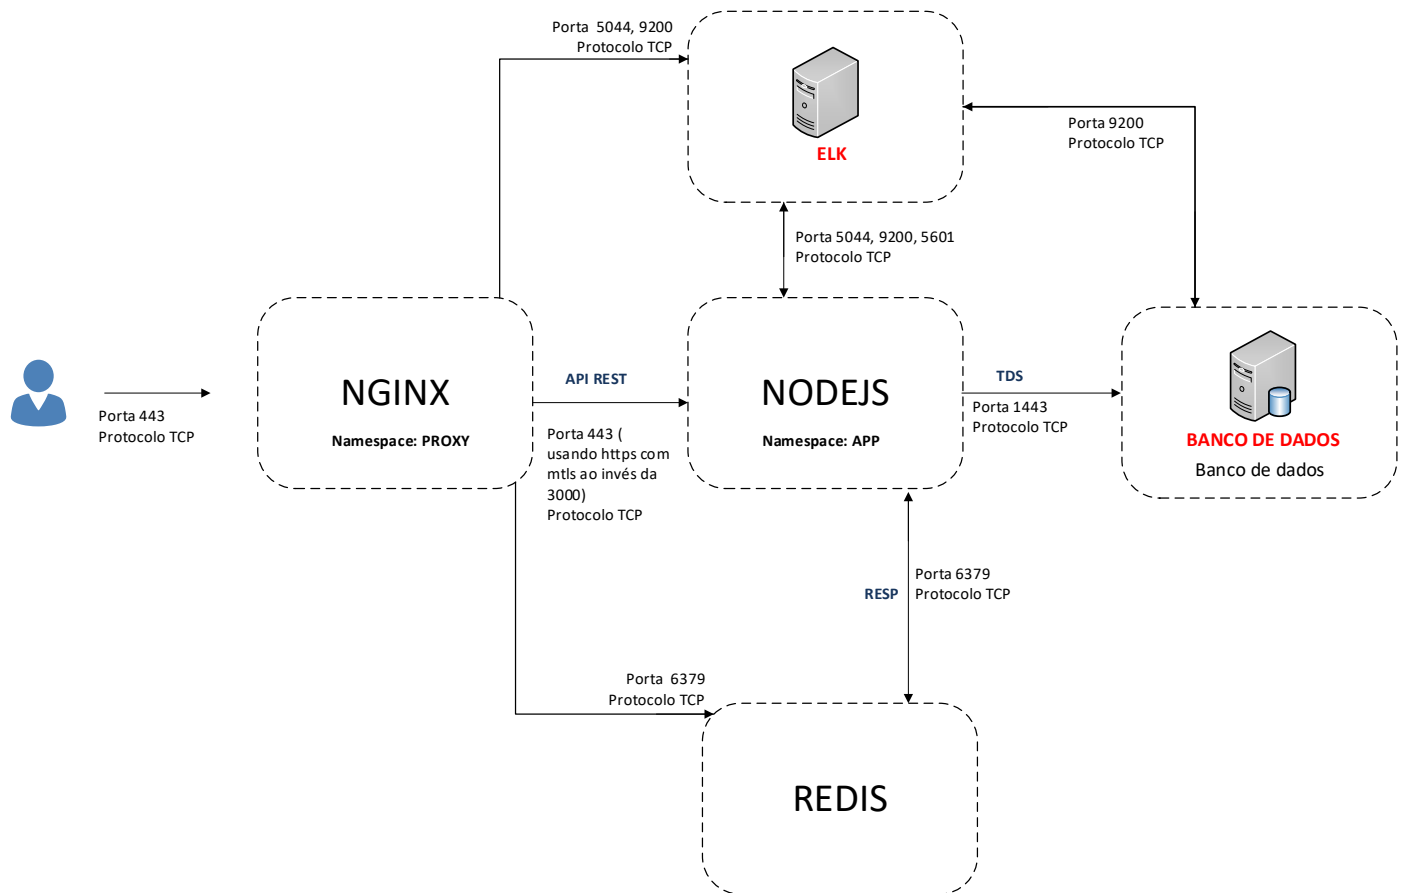 Porta 5044, 9200
Protocolo TCP
ELK
Porta 9200
Protocolo TCP
Porta 5044, 9200, 5601
Protocolo TCP
Porta 443
Protocolo TCP
NGINX
Namespace: PROXY
API REST
Porta 443 (
usando https com
mtls ao invés da
3000)
Protocolo TCP
NODEJS
Namespace: APP
TDS
Porta 1443
Protocolo TCP
BANCO DE DADOS
Banco de dados
RESP
Porta 6379
Protocolo TCP
Porta 6379
Protocolo TCP
REDIS